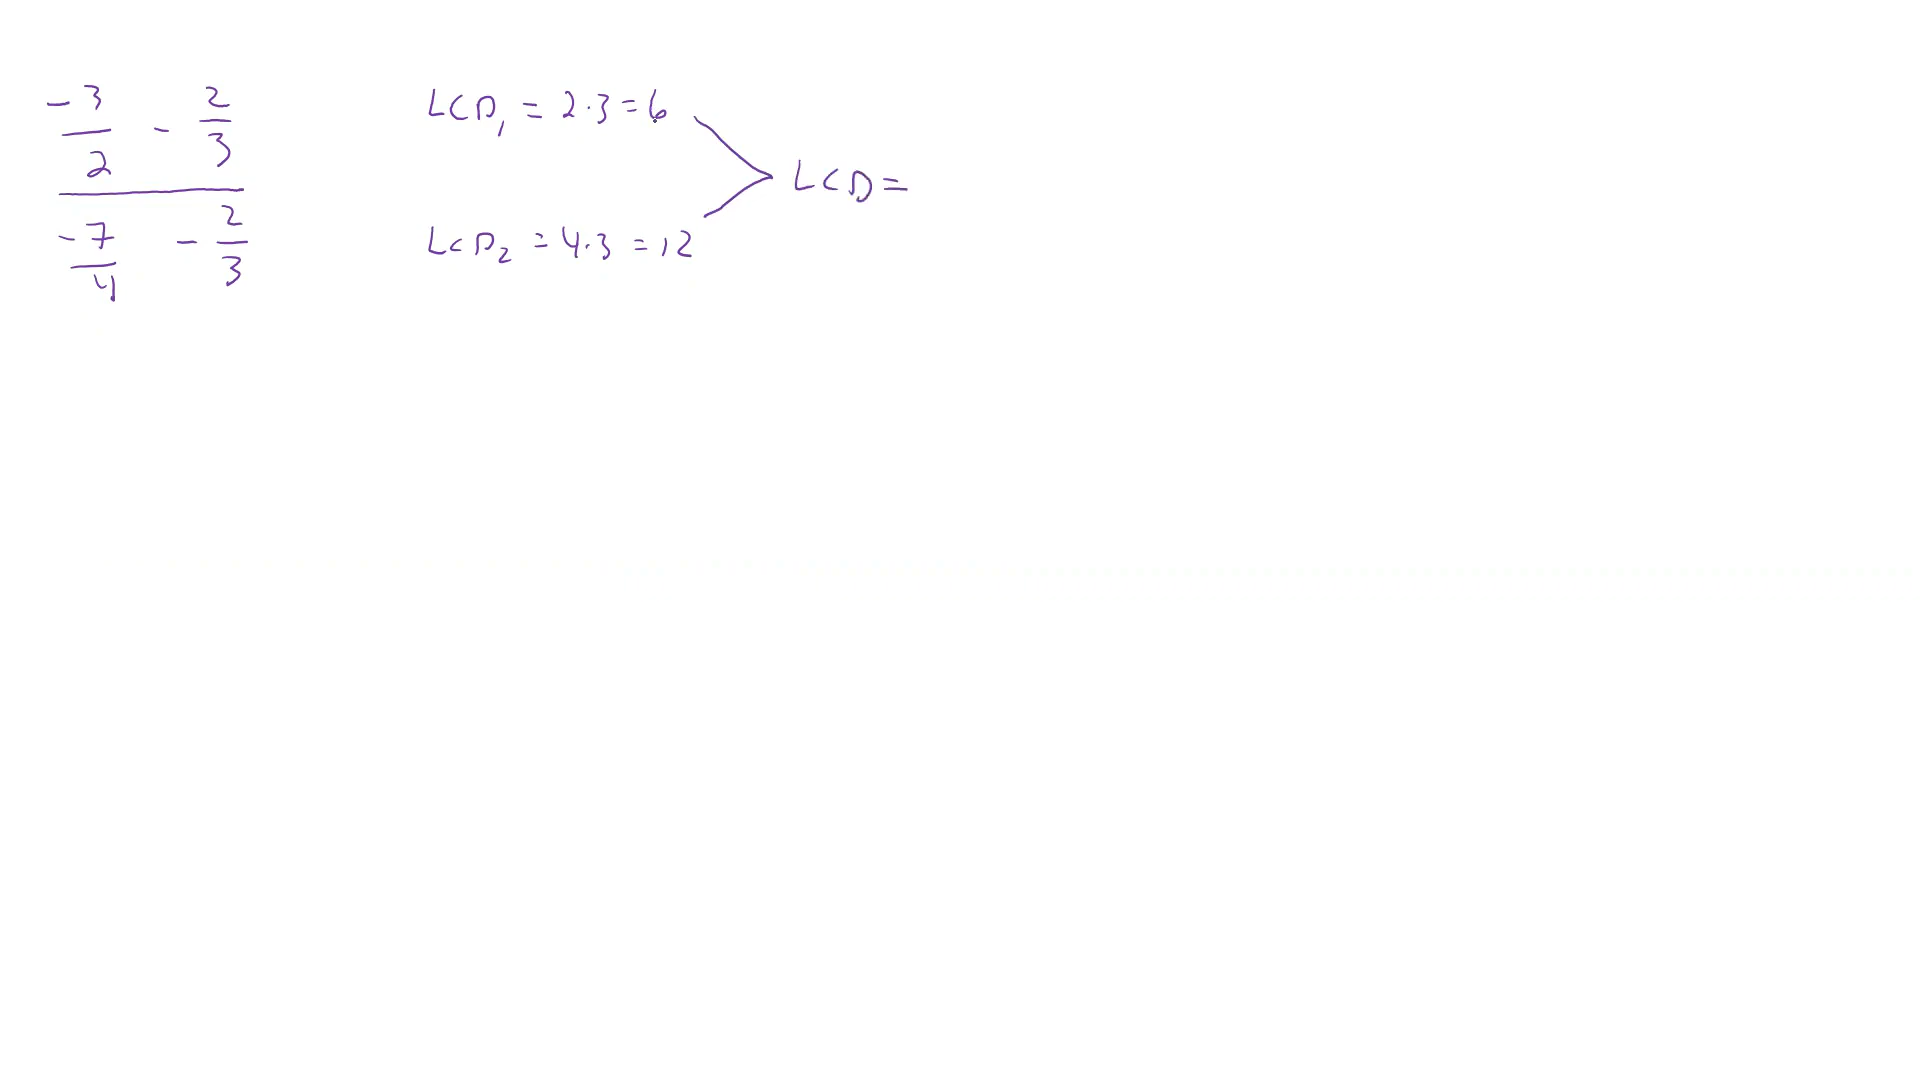 -3/2 - 2/3
-7/4 - 2/3
LCD₁ = 2·3 = 6
LCD₂ = 4·3 = 12
LCD =